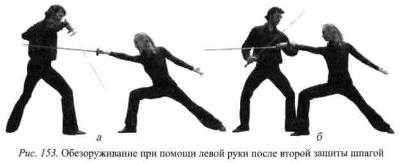 а
б
Рис. 153. Обезоруживание при помощи левой руки после второй защиты шпагой